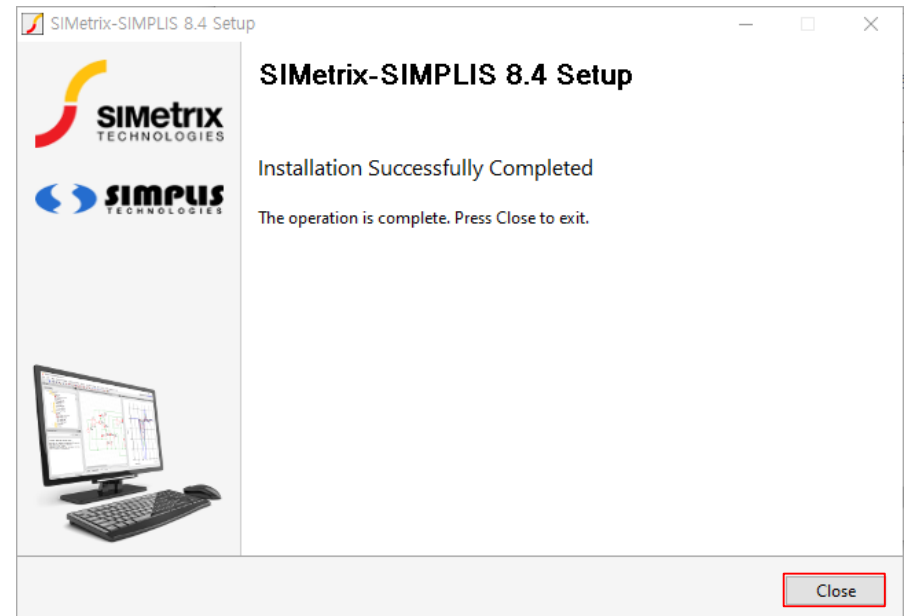 SIMetrix-SIMPLIS 8.4 Setup
SIMetrix
TECHNOLOGIES
SIMPLIS
TECHNOLOGIES
SIMetrix-SIMPLIS 8.4 Setup
Installation Successfully Completed
The operation is complete. Press Close to exit.
Close